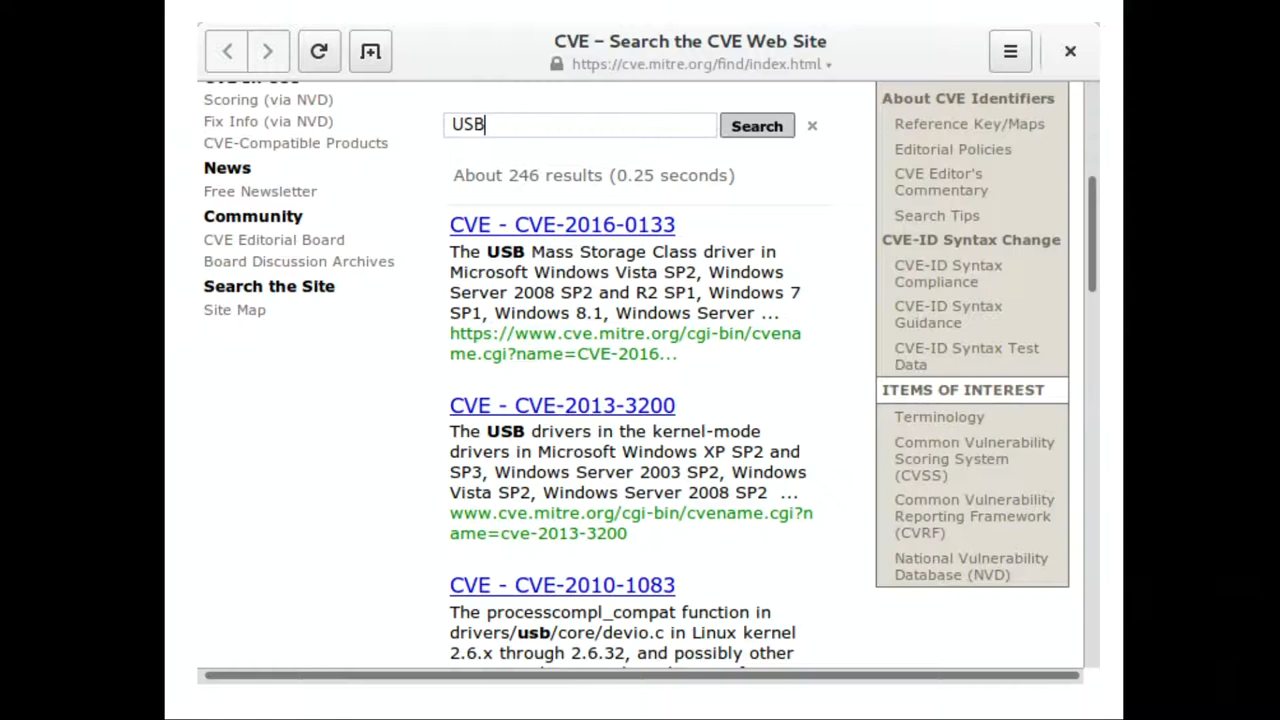 CVE – Search the CVE Web Site
https://cve.mitre.org/find/index.html
Scoring (via NVD)
Fix Info (via NVD)
CVE-Compatible Products
News
Free Newsletter
Community
CVE Editorial Board
Board Discussion Archives
Search the Site
Site Map
USB
Search
About 246 results (0.25 seconds)
CVE - CVE-2016-0133
The USB Mass Storage Class driver in
Microsoft Windows Vista SP2, Windows
Server 2008 SP2 and R2 SP1, Windows 7
SP1, Windows 8.1, Windows Server ...
https://www.cve.mitre.org/cgi-bin/cvena
me.cgi?name=CVE-2016...
CVE - CVE-2013-3200
The USB drivers in the kernel-mode
drivers in Microsoft Windows XP SP2 and
SP3, Windows Server 2003 SP2, Windows
Vista SP2, Windows Server 2008 SP2 ...
www.cve.mitre.org/cgi-bin/cvename.cgi?n
ame=cve-2013-3200
CVE - CVE-2010-1083
The processcompl_compat function in
drivers/usb/core/devio.c in Linux kernel
2.6.x through 2.6.32, and possibly other
About CVE Identifiers
Reference Key/Maps
Editorial Policies
CVE Editor's
Commentary
Search Tips
CVE-ID Syntax Change
CVE-ID Syntax
Compliance
CVE-ID Syntax
Guidance
CVE-ID Syntax Test
Data
ITEMS OF INTEREST
Terminology
Common Vulnerability
Scoring System
(CVSS)
Common Vulnerability
Reporting Framework
(CVRF)
National Vulnerability
Database (NVD)